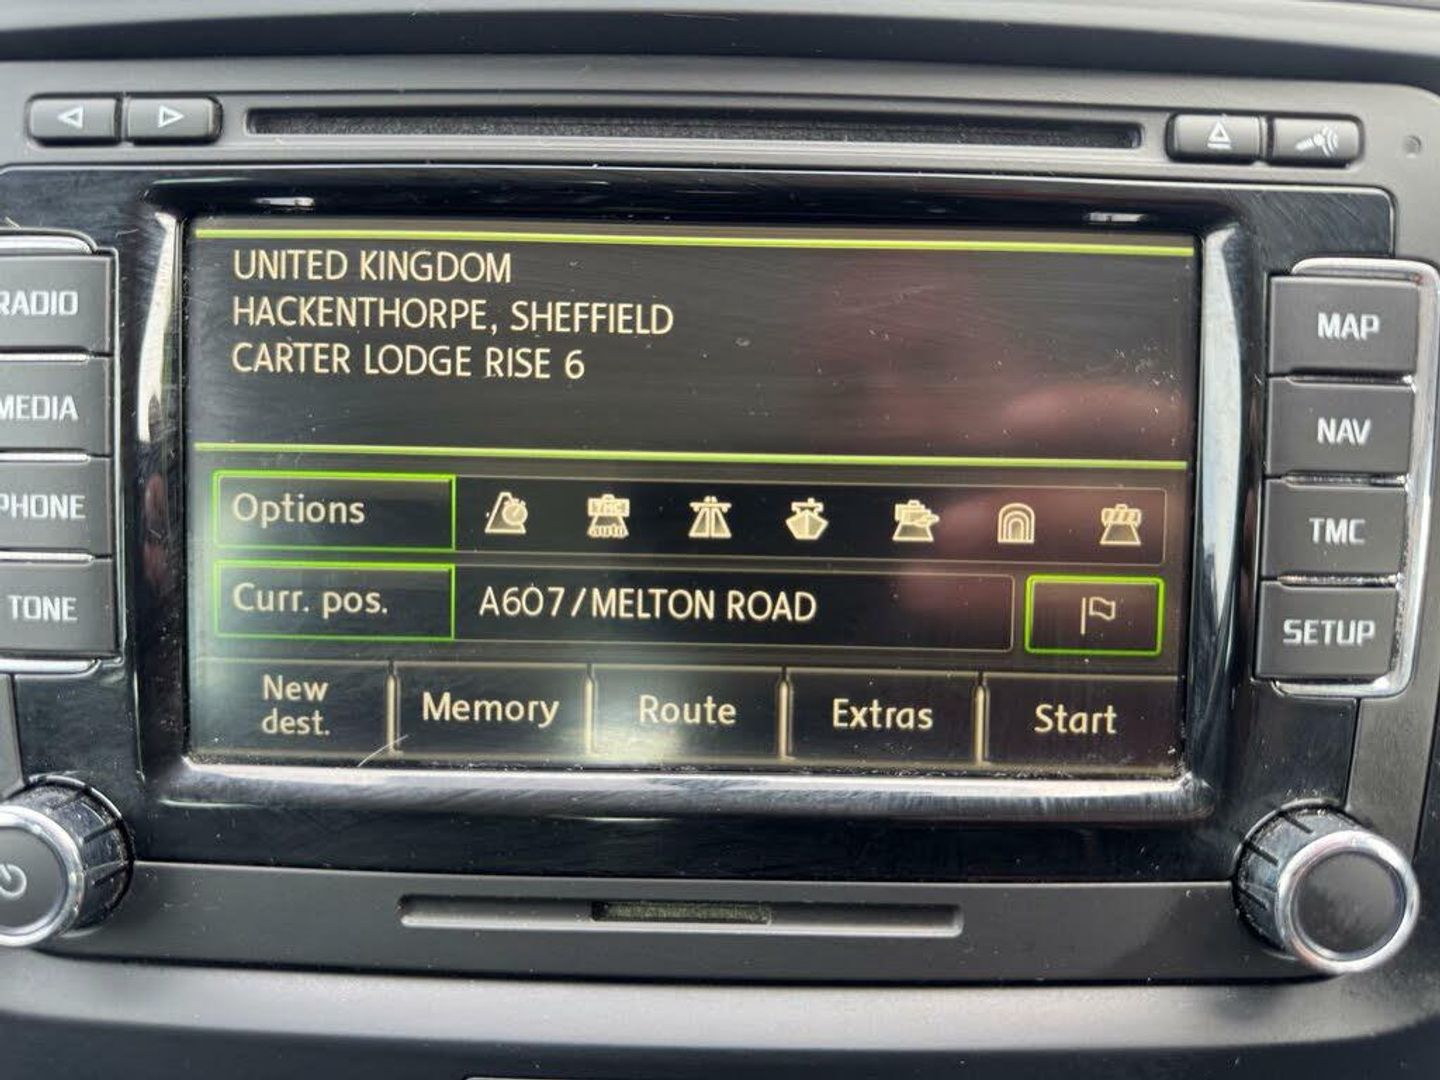 UNITED KINGDOM
HACKENTHORPE, SHEFFIELD
CARTER LODGE RISE 6
RADIO
MEDIA
PHONE
TONE
Options
auto
Curr. pos.
A607/MELTON ROAD
New
dest.
Memory
Route
Extras
Start
MAP
NAV
TMC
SETUP